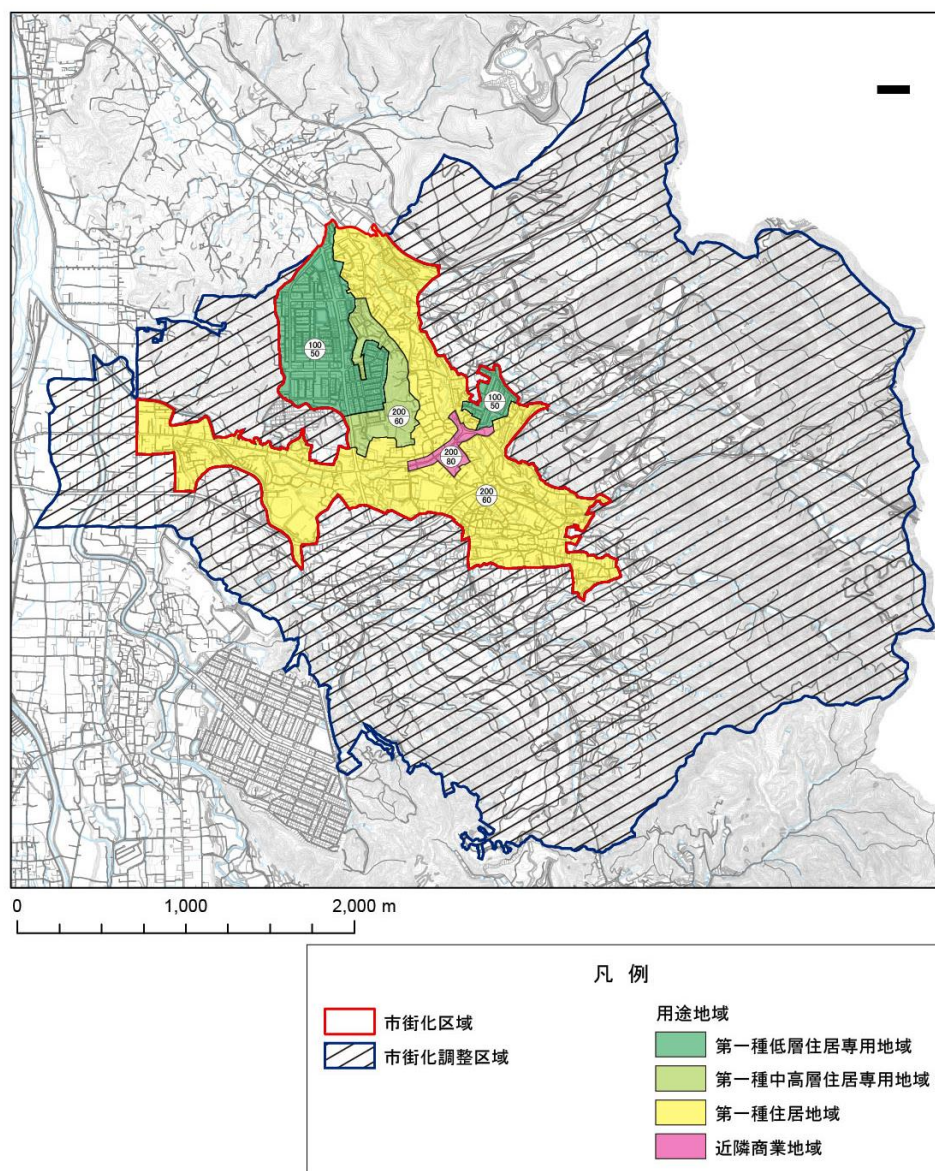 100
50
100
50
200
60
200
80
200
60
0 1,000 2,000 m
凡 例
市街化区域
市街化調整区域
用途地域
第一種低層住居専用地域
第一種中高層住居専用地域
第一種住居地域
近隣商業地域